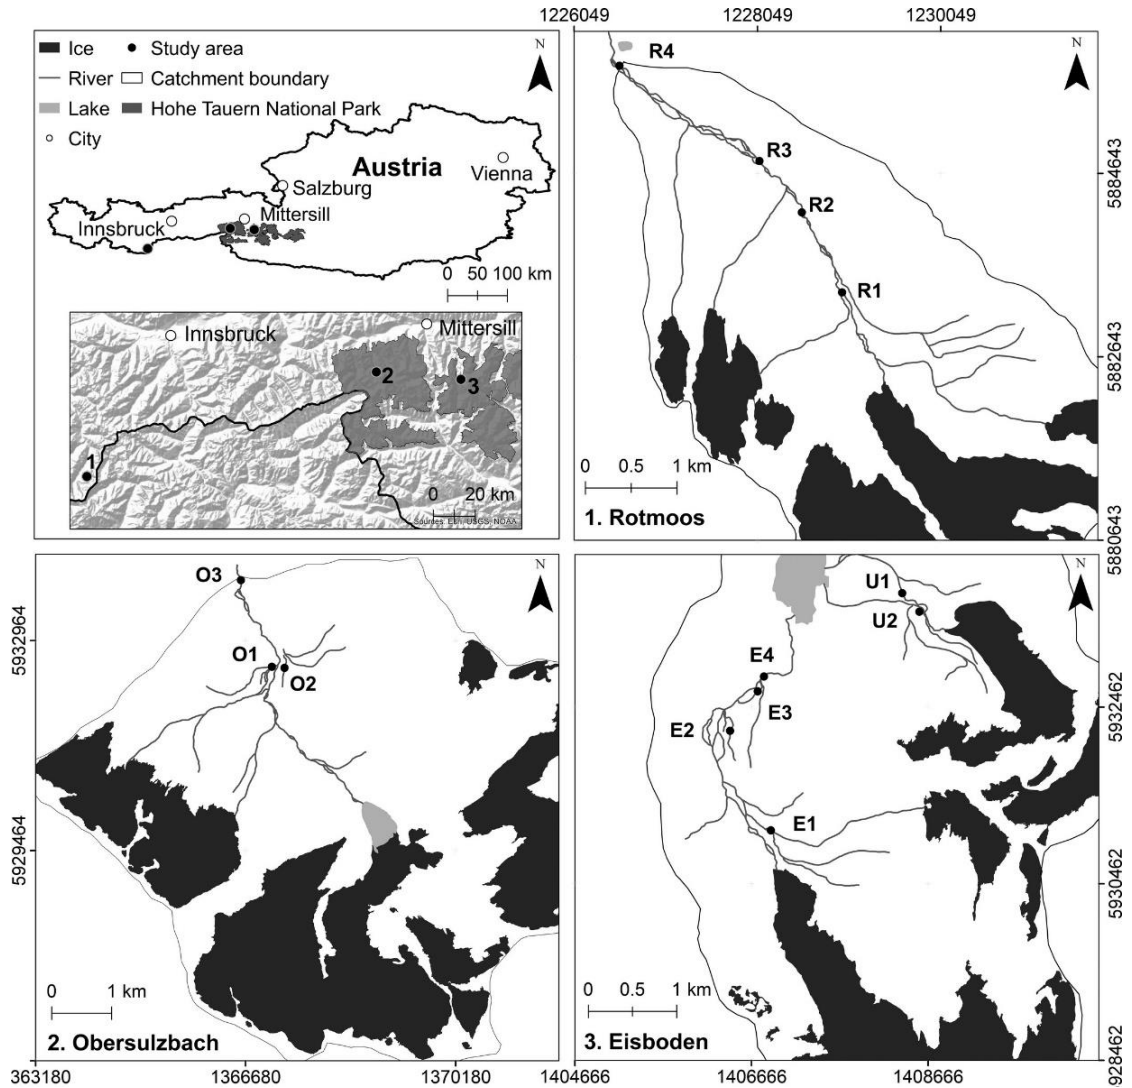 Ice
Study area
River
Catchment boundary
Lake
Hohe Tauern National Park
City
N
Austria
Vienna
Salzburg
Innsbruck
Mittersill
0 50 100 km
Innsbruck
Mittersill
2
3
1
0 20 km
Sources: Esri, USGS, NOAA
1226049 1228049 1230049
N
R4
R3
R2
R1
5884643
5882643
5880643
0 0.5 1 km
1. Rotmoos
N
O3
O1
O2
5932964
5929464
0 1 km
2. Obersulzbach
363180 1366680 1370180
N
U1
U2
E4
E3
E2
E1
5932462
5930462
928462
0 0.5 1 km
3. Eisboden
1404666 1406666 1408666